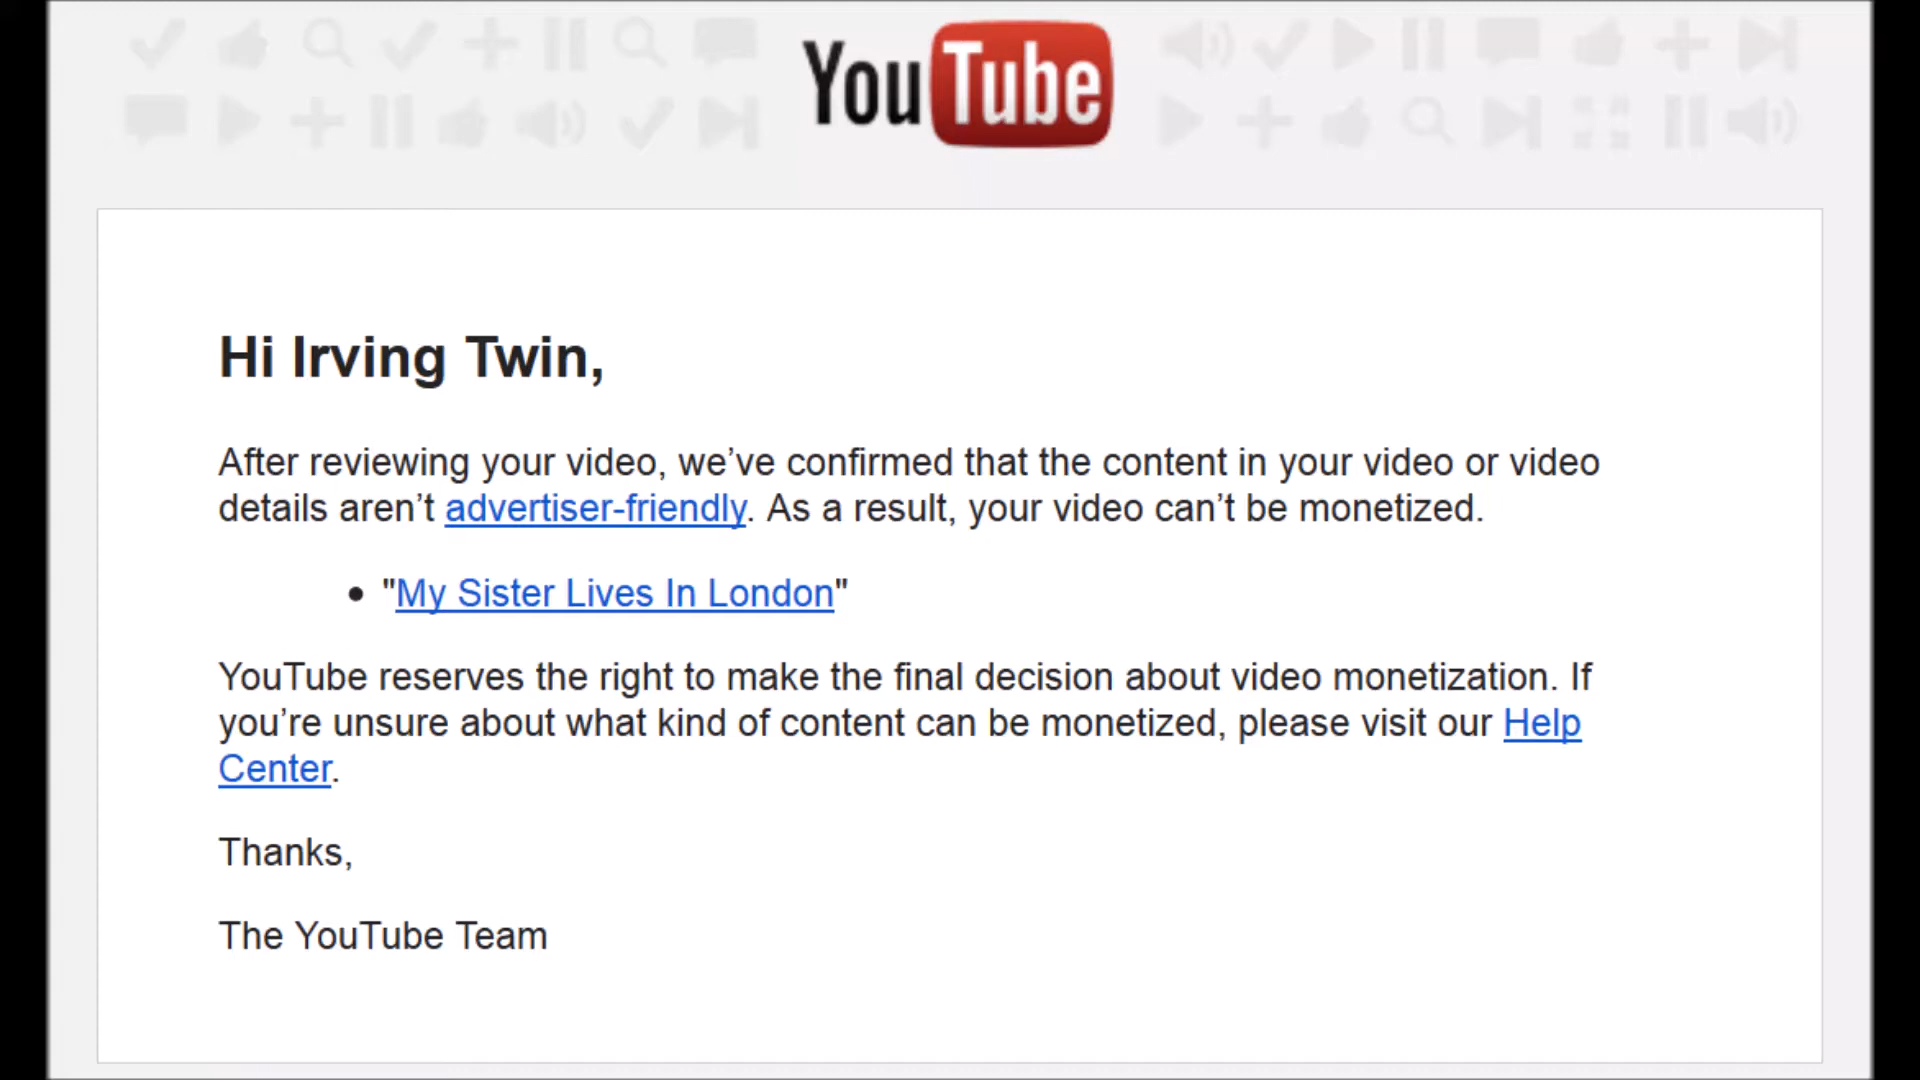 YouTube
Hi Irving Twin,
After reviewing your video, we’ve confirmed that the content in your video or video
details aren’t advertiser-friendly. As a result, your video can’t be monetized.
• "My Sister Lives In London"
YouTube reserves the right to make the final decision about video monetization. If
you’re unsure about what kind of content can be monetized, please visit our Help
Center.
Thanks,
The YouTube Team